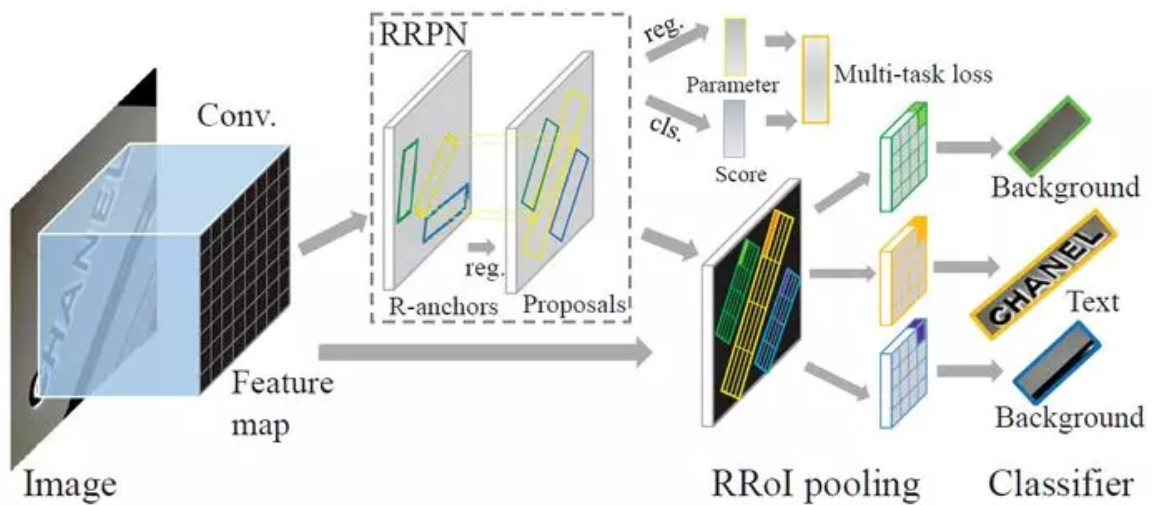 RRPN
reg.
Parameter
Multi-task loss
cls.
Score
Conv.
CHANEL
Feature
map
Image
R-anchors
reg.
Proposals
RRoI pooling
Background
CHANEL
Text
Background
Classifier